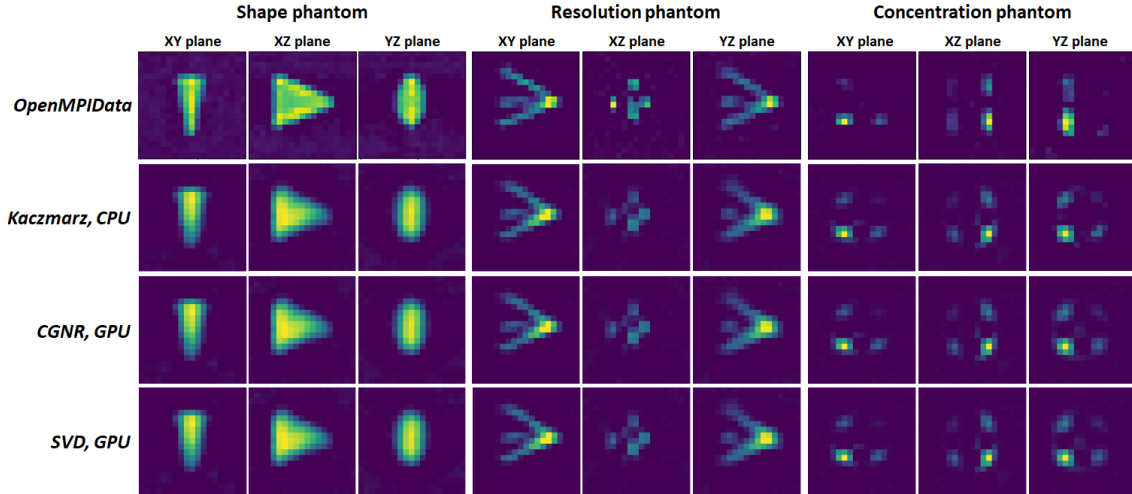 Shape phantom Resolution phantom Concentration phantom
XY plane XZ plane YZ plane XY plane XZ plane YZ plane XY plane XZ plane YZ plane
OpenMPIData
Kaczmarz, CPU
CGNR, GPU
SVD, GPU